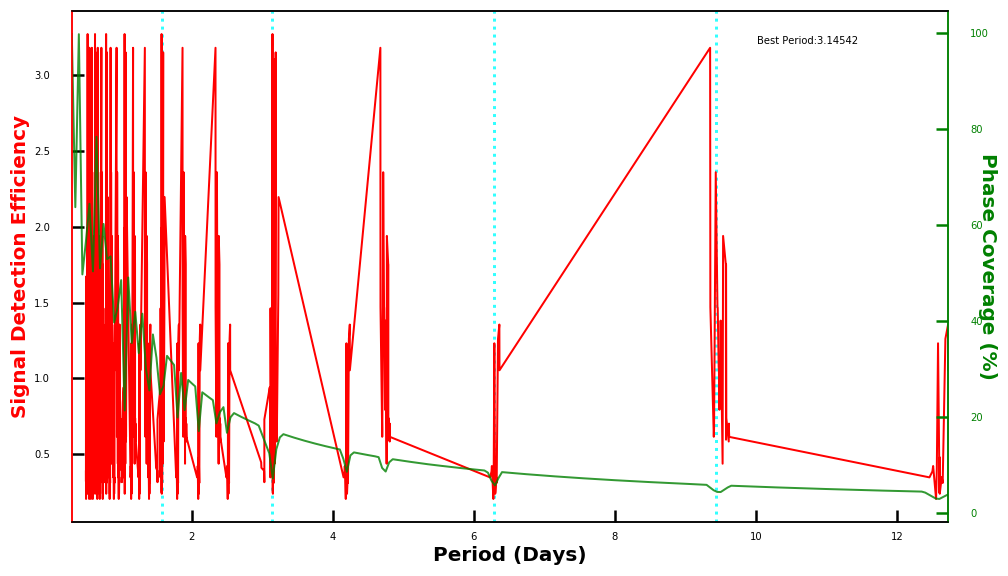 Best Period:3.14542
Signal Detection Efficiency
3.0
2.5
2.0
1.5
1.0
0.5
100
80
60
40
20
0
Phase Coverage (%)
2 4 6 8 10 12
Period (Days)